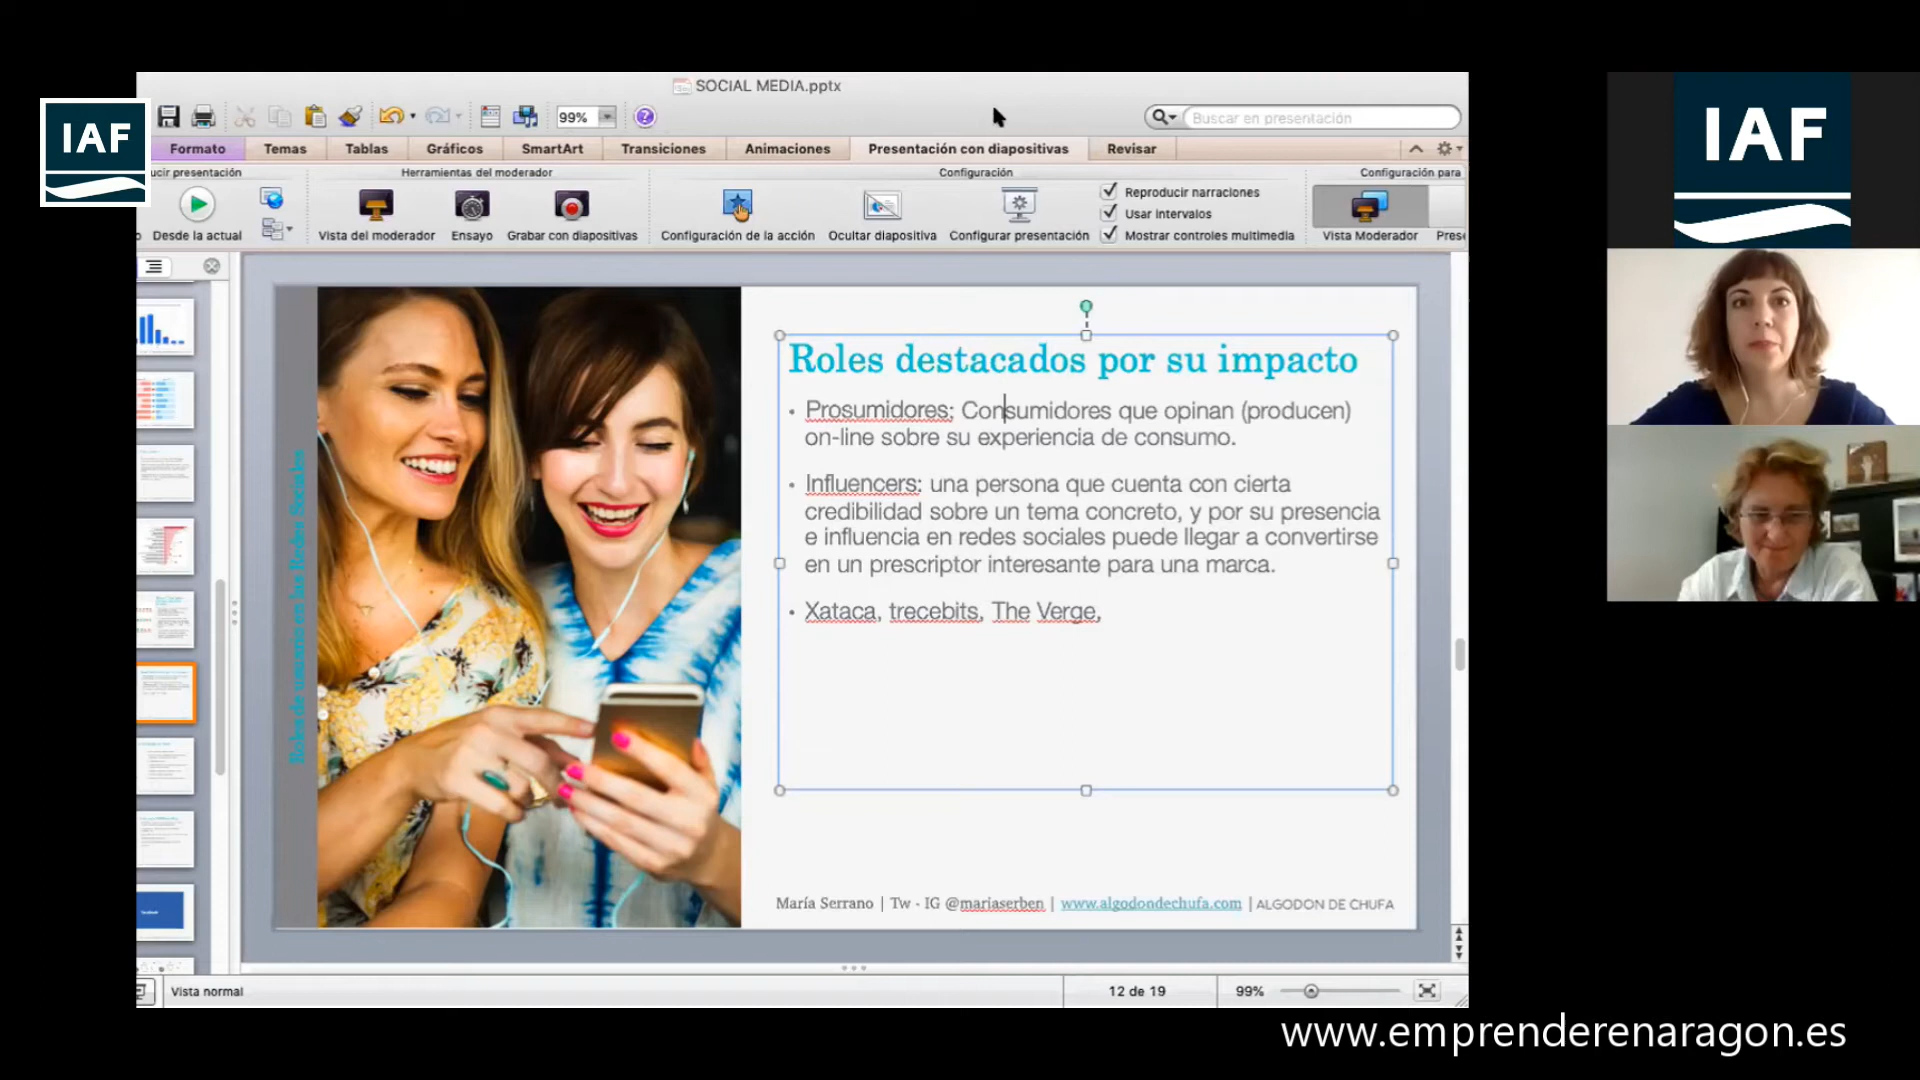 SOCIAL MEDIA.pptx
IAF
99%
Buscar en presentación
Formato
Temas
Tablas
Gráficos
SmartArt
Transiciones
Animaciones
Presentación con diapositivas
Revisar
ucir presentación
Herramientas del moderador
Configuración
Configuración para
Desde la actual
Vista del moderador
Ensayo
Grabar con diapositivas
Configuración de la acción
Ocultar diapositiva
Configurar presentación
Reproducir narraciones
Usar intervalos
Mostrar controles multimedia
Vista Moderador
Prese
IAF
Roles de usuario en las Redes Sociales
Roles destacados por su impacto
• Prosumidores: Consumidores que opinan (producen)
on-line sobre su experiencia de consumo.
• Influencers: una persona que cuenta con cierta
credibilidad sobre un tema concreto, y por su presencia
e influencia en redes sociales puede llegar a convertirse
en un prescriptor interesante para una marca.
• Xataca, trecebits, The Verge,
María Serrano | Tw - IG @mariaserben | www.algodondechufa.com | ALGODON DE CHUFA
Vista normal
12 de 19
99%
www.emprenderenaragon.es